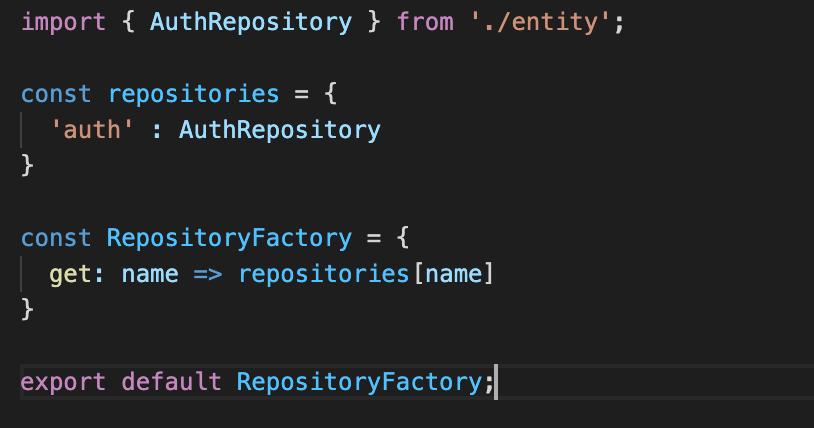 import { AuthRepository } from './entity';
const repositories = {
'auth' : AuthRepository
}
const RepositoryFactory = {
get: name => repositories[name]
}
export default RepositoryFactory;